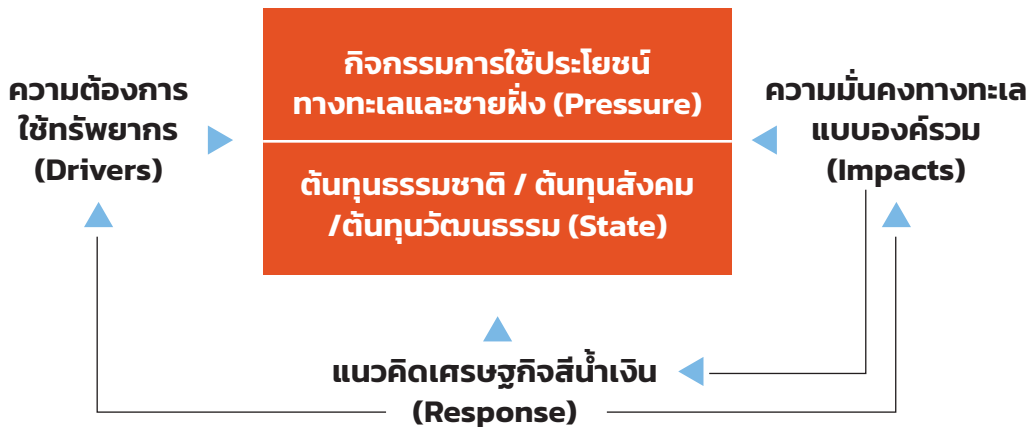 ความต้องการ
ใช้ทรัพยากร
(Drivers)
กิจกรรมการใช้ประโยชน์
ทางทะเลและชายฝั่ง (Pressure)
ต้นทุนธรรมชาติ / ต้นทุนสังคม
/ต้นทุนวัฒนธรรม (State)
ความมั่นคงทางทะเล
แบบองค์รวม
(Impacts)
แนวคิดเศรษฐกิจสีน้ำเงิน
(Response)